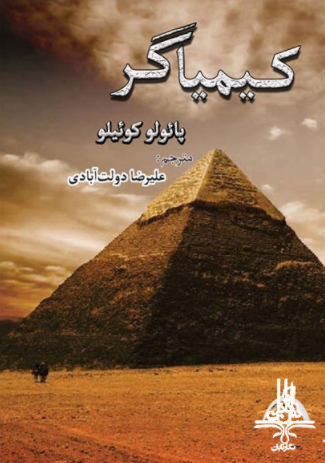 کیمیاگر
پائولو کوئیلو
مترجم :
علیرضا دولت‌آبادی